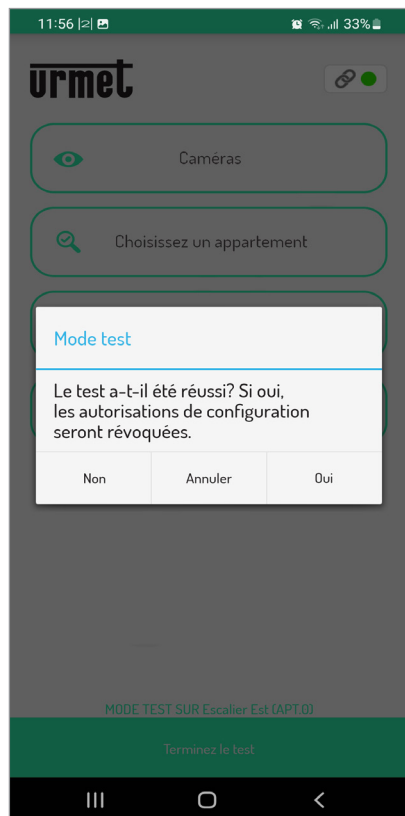 11:56 |2| 33%
urmet
Caméras
Choisissez un appartement
Mode test
Le test a-t-il été réussi? Si oui,
les autorisations de configuration
seront révoquées.
Non Annuler Oui
MODE TEST SUR Escalier Est (APT.0)
Terminez le test